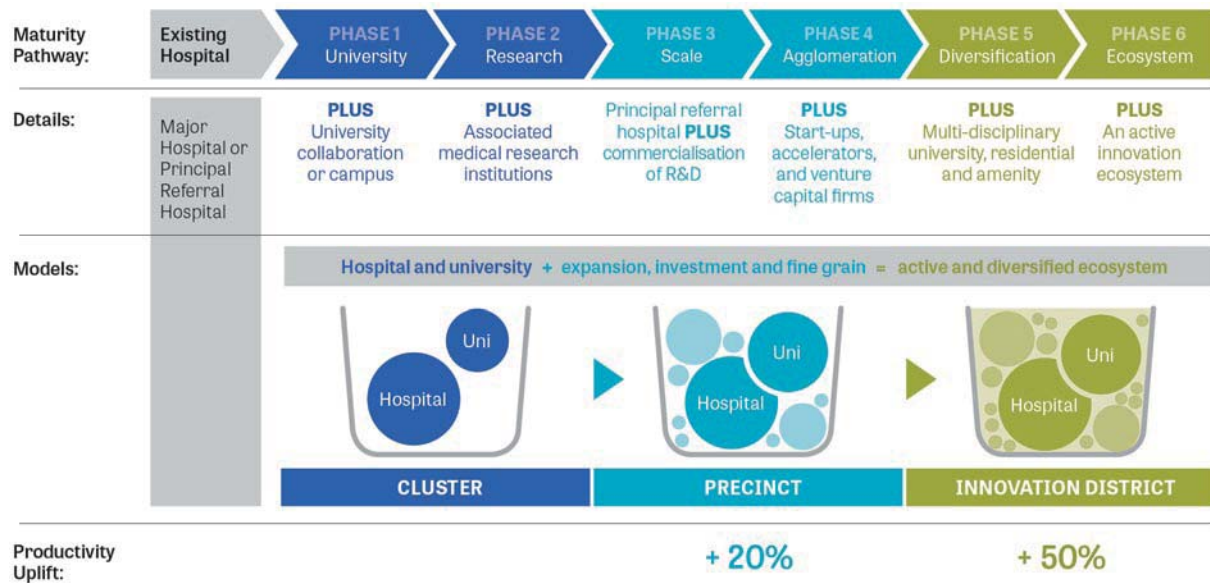 Maturity
Pathway:
Existing
Hospital
PHASE 1
University
PHASE 2
Research
PHASE 3
Scale
PHASE 4
Agglomeration
PHASE 5
Diversification
PHASE 6
Ecosystem
Details:
Major
Hospital or
Principal
Referral
Hospital
PLUS
University
collaboration
or campus
PLUS
Associated
medical research
institutions
Principal referral
hospital PLUS
commercialisation
of R&D
PLUS
Start-ups,
accelerators,
and venture
capital firms
PLUS
Multi-disciplinary
university, residential
and amenity
PLUS
An active
innovation
ecosystem
Models:
Hospital and university + expansion, investment and fine grain = active and diversified ecosystem
Uni
Hospital
Uni
Hospital
Uni
Hospital
CLUSTER
PRECINCT
INNOVATION DISTRICT
Productivity
Uplift:
+ 20%
+ 50%